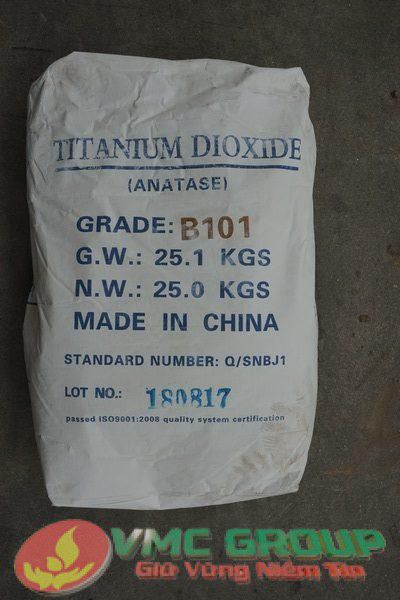 TITANIUM DIOXIDE
(ANATASE)
GRADE: B101
G.W.: 25.1 KGS
N.W.: 25.0 KGS
MADE IN CHINA
STANDARD NUMBER: Q/SNBJ1
LOT NO.: 180817
passed ISO9001:2008 quality system certification
VMC GROUP
Giữ Vững Niềm Tin